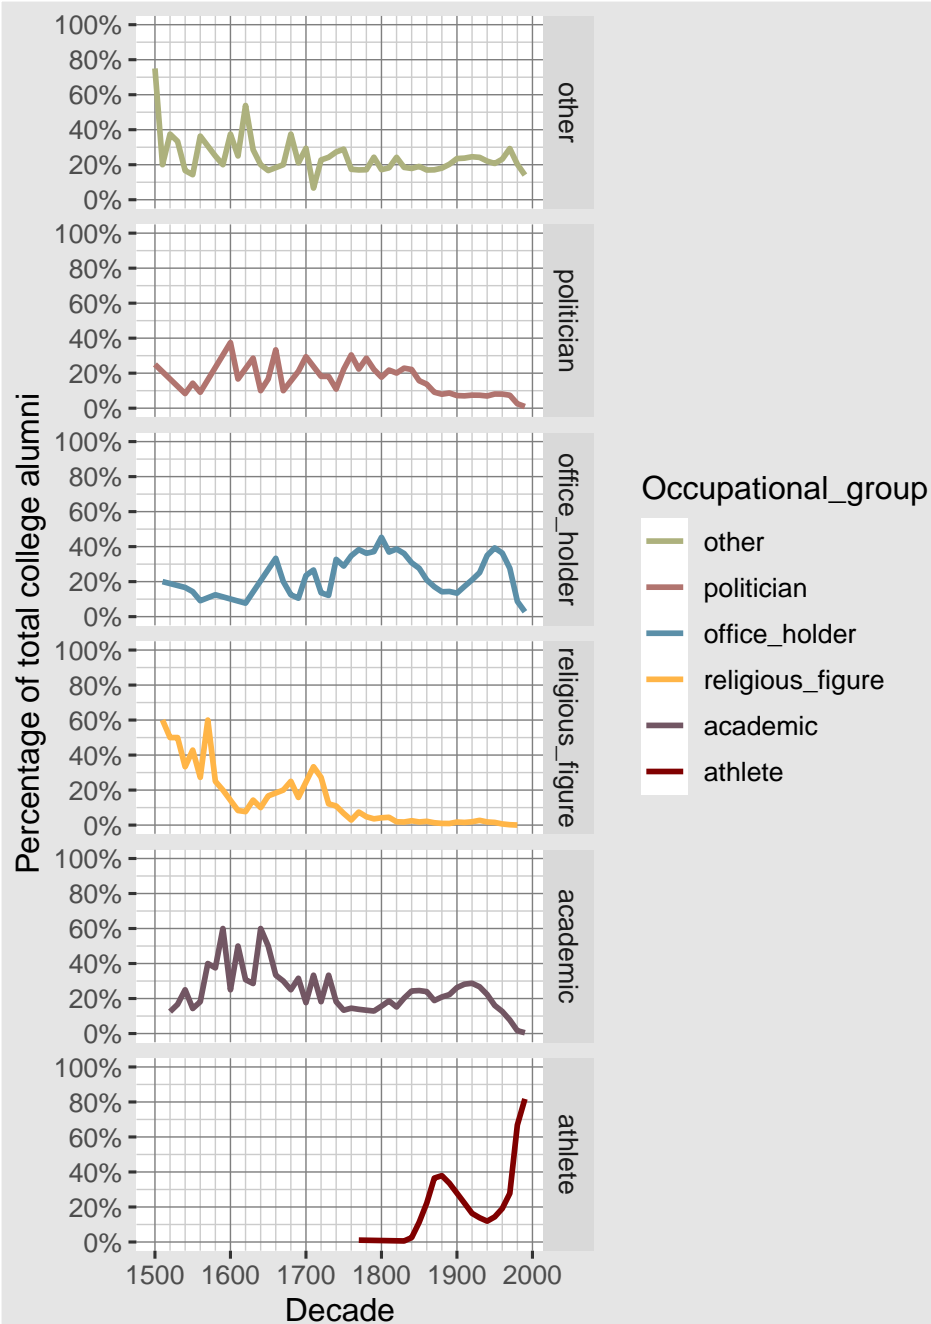 Percentage of total college alumni
100%
80%
60%
40%
20%
0%
other
100%
80%
60%
40%
20%
0%
politician
100%
80%
60%
40%
20%
0%
office_holder
100%
80%
60%
40%
20%
0%
religious_figure
100%
80%
60%
40%
20%
0%
academic
100%
80%
60%
40%
20%
0%
athlete
1500 1600 1700 1800 1900 2000
Decade
Occupational_group
other
politician
office_holder
religious_figure
academic
athlete